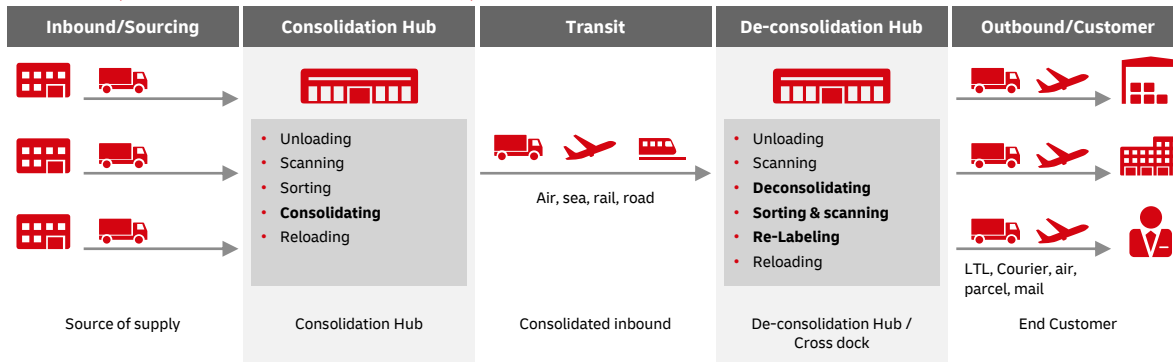 Inbound/Sourcing
Consolidation Hub
Transit
De-consolidation Hub
Outbound/Customer
• Unloading
• Scanning
• Sorting
• Consolidating
• Reloading
Air, sea, rail, road
• Unloading
• Scanning
• Deconsolidating
• Sorting & scanning
• Re-Labeling
• Reloading
LTL, Courier, air,
parcel, mail
Source of supply
Consolidation Hub
Consolidated inbound
De-consolidation Hub /
Cross dock
End Customer